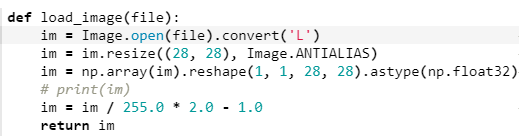 def load_image(file):
    im = Image.open(file).convert('L')
    im = im.resize((28, 28), Image.ANTIALIAS)
    im = np.array(im).reshape(1, 1, 28, 28).astype(np.float32)
    # print(im)
    im = im / 255.0 * 2.0 - 1.0
    return im